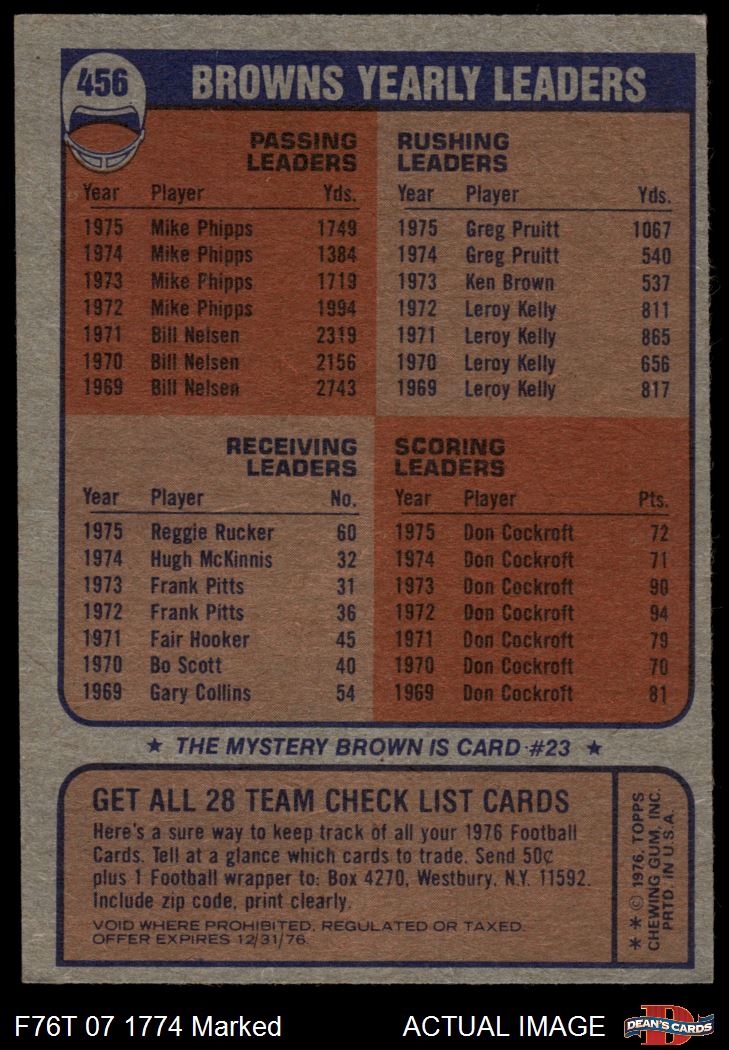 456
BROWNS YEARLY LEADERS
PASSING
LEADERS
Year Player Yds.
1975 Mike Phipps 1749
1974 Mike Phipps 1384
1973 Mike Phipps 1719
1972 Mike Phipps 1994
1971 Bill Nelsen 2319
1970 Bill Nelsen 2156
1969 Bill Nelsen 2743
RUSHING
LEADERS
Year Player Yds.
1975 Greg Pruitt 1067
1974 Greg Pruitt 540
1973 Ken Brown 537
1972 Leroy Kelly 811
1971 Leroy Kelly 865
1970 Leroy Kelly 656
1969 Leroy Kelly 817
RECEIVING
LEADERS
Year Player No.
1975 Reggie Rucker 60
1974 Hugh McKinnis 32
1973 Frank Pitts 31
1972 Frank Pitts 36
1971 Fair Hooker 45
1970 Bo Scott 40
1969 Gary Collins 54
SCORING
LEADERS
Year Player Pts.
1975 Don Cockroft 72
1974 Don Cockroft 71
1973 Don Cockroft 90
1972 Don Cockroft 94
1971 Don Cockroft 79
1970 Don Cockroft 70
1969 Don Cockroft 81
★ THE MYSTERY BROWN IS CARD #23 ★
GET ALL 28 TEAM CHECK LIST CARDS
Here's a sure way to keep track of all your 1976 Football
Cards. Tell at a glance which cards to trade. Send 50¢
plus 1 Football wrapper to: Box 4270, Westbury, N.Y. 11592.
Include zip code, print clearly.
VOID WHERE PROHIBITED, REGULATED OR TAXED.
OFFER EXPIRES 12/31/76.
* * © 1976, TOPPS
CHEWING GUM, INC.
PRTD. IN U.S.A.
F76T 07 1774 Marked
ACTUAL IMAGE
D
DEAN'S CARDS